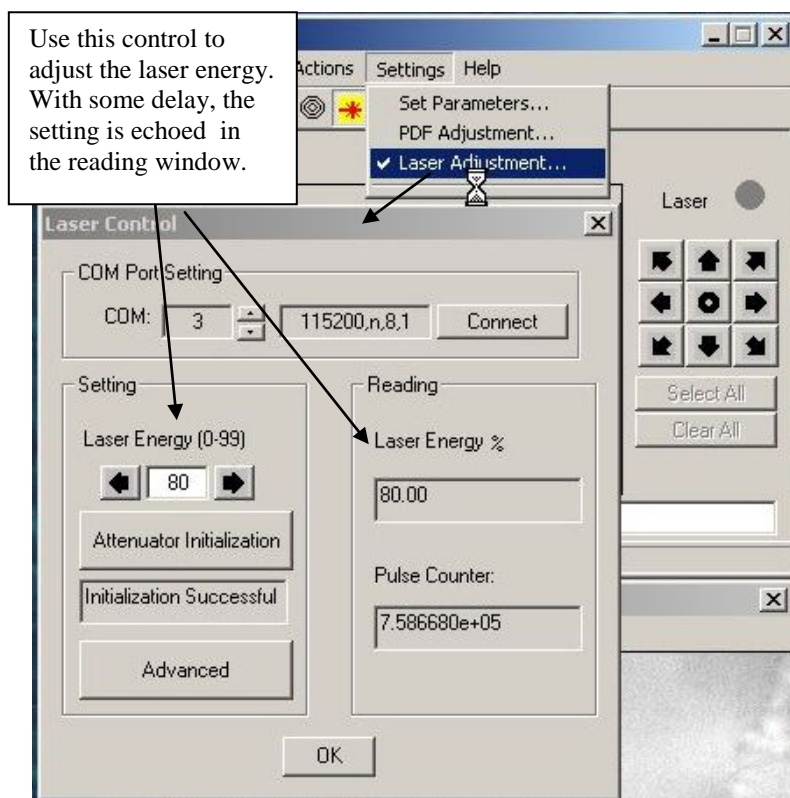 Use this control to
adjust the laser energy.
With some delay, the
setting is echoed in
the reading window.
Actions Settings Help
Set Parameters...
PDF Adjustment...
Laser Adjustment...
Laser
Select All
Clear All
Laser Control
COM Port Setting
COM: 3 115200,n,8,1 Connect
Setting
Laser Energy (0-99)
80
Attenuator Initialization
Initialization Successful
Advanced
Reading
Laser Energy %
80.00
Pulse Counter:
7.586680e+05
OK